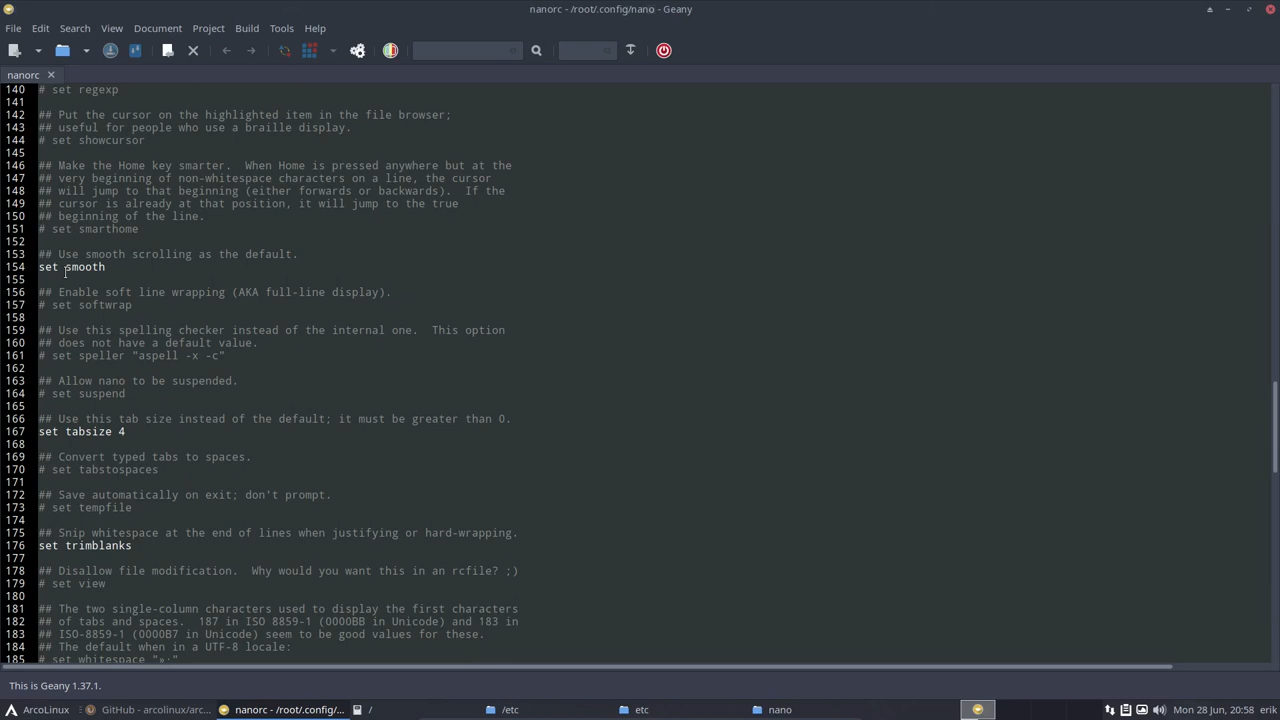 nanorc - /root/.config/nano - Geany
File Edit Search View Document Project Build Tools Help
nanorc
140 # set regexp
141
142 ## Put the cursor on the highlighted item in the file browser;
143 ## useful for people who use a braille display.
144 # set showcursor
145
146 ## Make the Home key smarter.  When Home is pressed anywhere but at the
147 ## very beginning of non-whitespace characters on a line, the cursor
148 ## will jump to that beginning (either forwards or backwards).  If the
149 ## cursor is already at that position, it will jump to the true
150 ## beginning of the line.
151 # set smarthome
152
153 ## Use smooth scrolling as the default.
154 set smooth
155
156 ## Enable soft line wrapping (AKA full-line display).
157 # set softwrap
158
159 ## Use this spelling checker instead of the internal one.  This option
160 ## does not have a default value.
161 # set speller "aspell -x -c"
162
163 ## Allow nano to be suspended.
164 # set suspend
165
166 ## Use this tab size instead of the default; it must be greater than 0.
167 set tabsize 4
168
169 ## Convert typed tabs to spaces.
170 # set tabstospaces
171
172 ## Save automatically on exit; don't prompt.
173 # set tempfile
174
175 ## Snip whitespace at the end of lines when justifying or hard-wrapping.
176 set trimblanks
177
178 ## Disallow file modification.  Why would you want this in an rcfile? ;)
179 # set view
180
181 ## The two single-column characters used to display the first characters
182 ## of tabs and spaces.  187 in ISO 8859-1 (0000BB in Unicode) and 183 in
183 ## ISO-8859-1 (0000B7 in Unicode) seem to be good values for these.
184 ## The default when in a UTF-8 locale:
185 # set whitespace "»·"
This is Geany 1.37.1.
ArcoLinux GitHub - arcolinux/arc... nanorc - /root/.config/... / /etc etc nano Mon 28 Jun, 20:58 erik